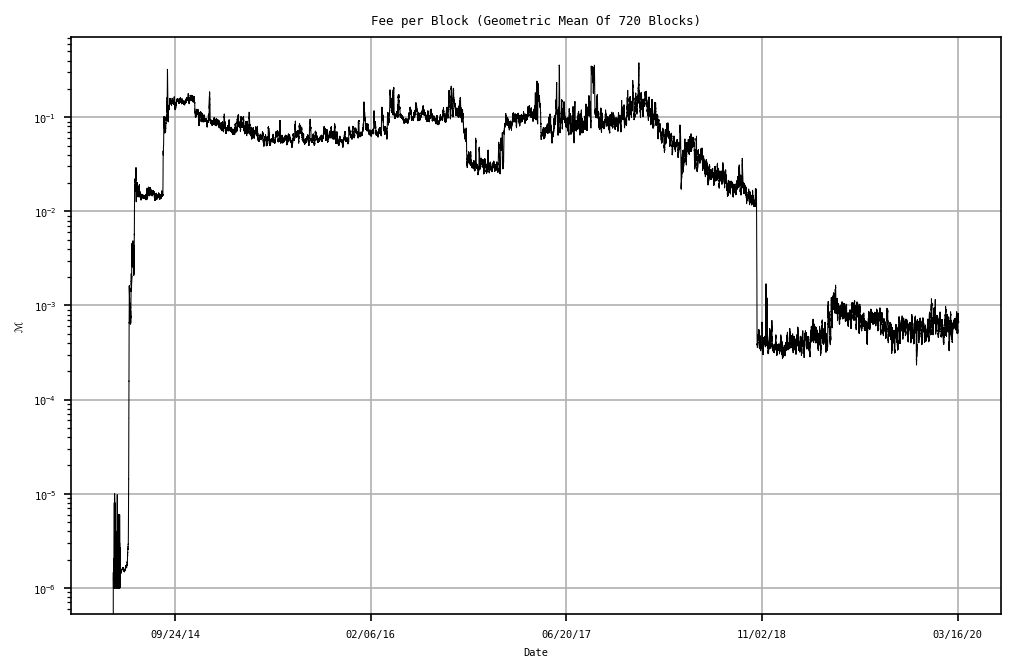 Fee per Block (Geometric Mean Of 720 Blocks)
10⁻¹
10⁻²
10⁻³
10⁻⁴
10⁻⁵
10⁻⁶
ℳ
09/24/14 02/06/16 06/20/17 11/02/18 03/16/20
Date